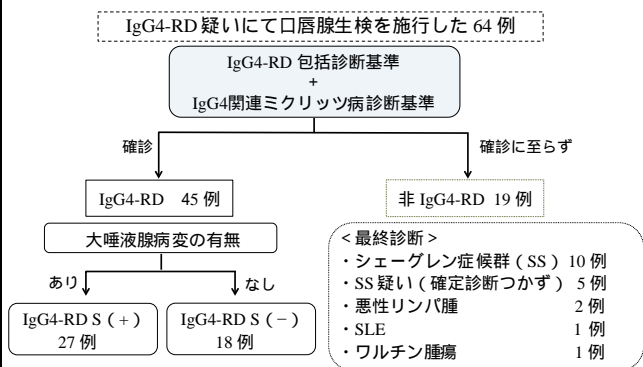 IgG4-RD 疑いにて口唇腺生検を施行した 64 例
IgG4-RD 包括診断基準
+
IgG4関連ミクリッツ病診断基準
確診
確診に至らず
IgG4-RD 45 例
非 IgG4-RD 19 例
大唾液腺病変の有無
あり
なし
IgG4-RD S（+）
27 例
IgG4-RD S（−）
18 例
＜最終診断＞
・シェーグレン症候群（SS）10 例
・SS 疑い（確定診断つかず）5 例
・悪性リンパ腫 2 例
・SLE 1 例
・ワルチン腫瘍 1 例